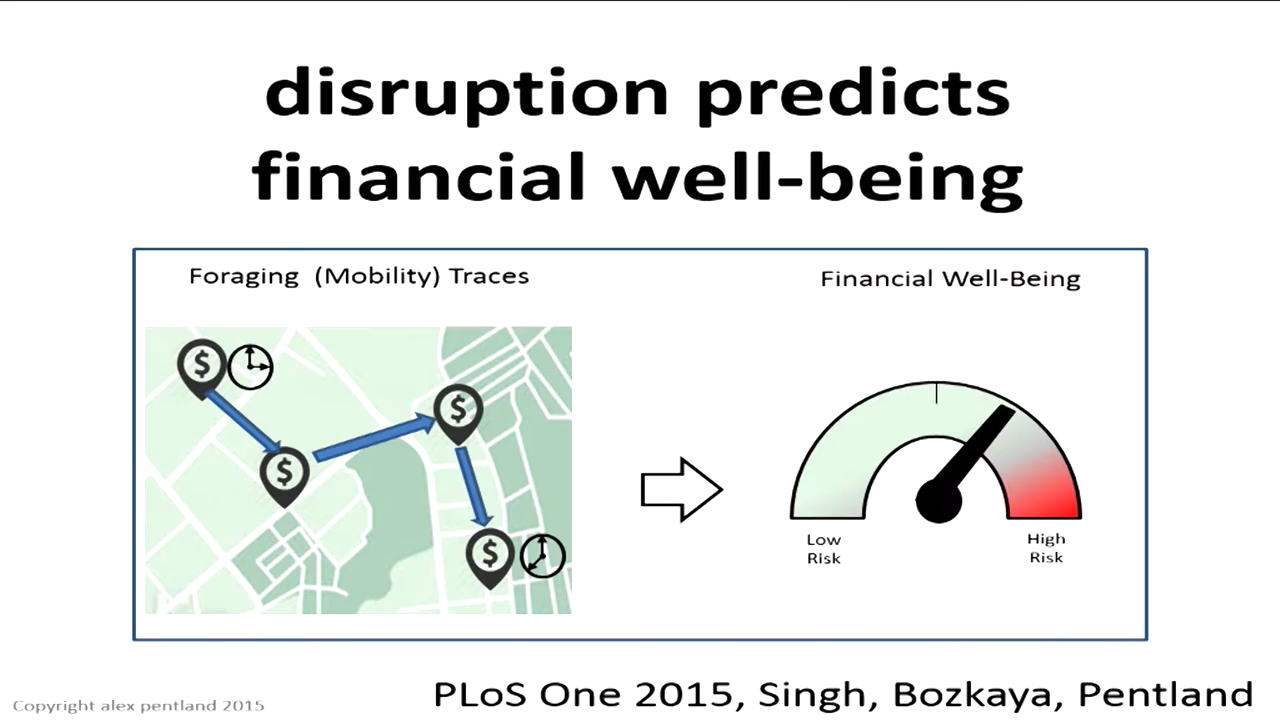 disruption predicts
financial well-being
Foraging (Mobility) Traces
Financial Well-Being
$
$
$
$
Low
Risk
High
Risk
PLoS One 2015, Singh, Bozkaya, Pentland
Copyright alex pentland 2015